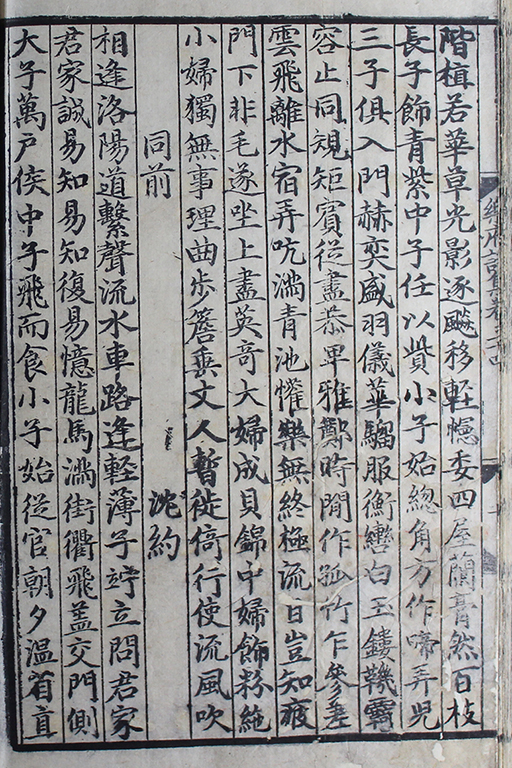 階植若華草光影逐飈移輕幰委四屋蘭膏然百枝
長子飾青紫中子任以貲小子始總角方作啼弄兒
三子俱入門赫奕盛羽儀華騮服衡轡白玉鏤鞿羈
容止同規矩賓從盡恭卑雅鄭時間作孤竹乍參差
雲飛離水宿弄吭滿青池懽樂無終極流日豈知疲
門下非毛遂坐上盡英奇大婦成貝錦中婦飾粉絁
小婦獨無事理曲步簷垂文人暫徙倚行使流風吹
同前 沈約
相逢洛陽道繫聲流水車路逢輕薄子竚立問君家
君家誠易知易知復易憶龍馬滿街衢飛蓋交門側
大子萬戶侯中子飛而食小子始從官朝夕溫省直